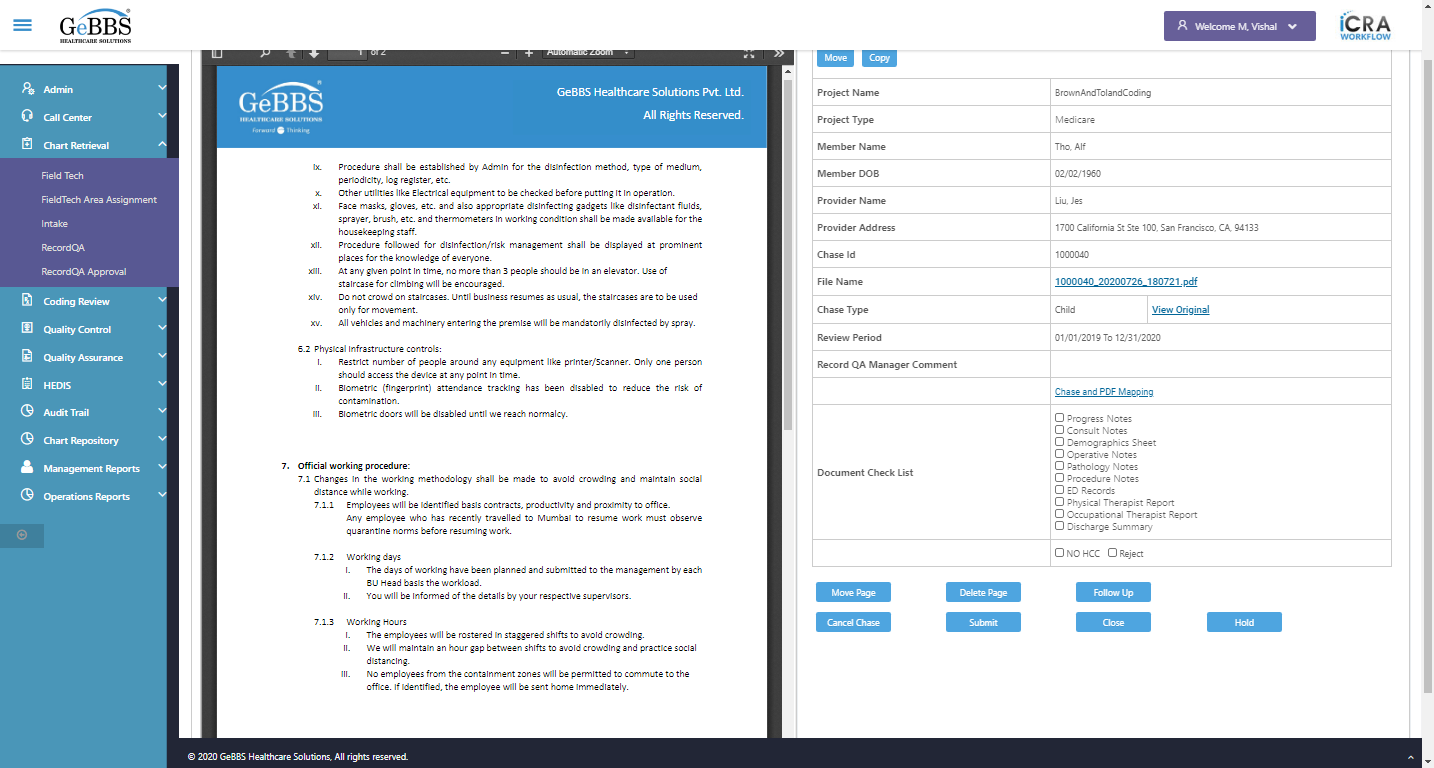 GeBBS
HEALTHCARE SOLUTIONS
Welcome M, Vishal
iCRA
WORKFLOW
Admin
Call Center
Chart Retrieval
Field Tech
FieldTech Area Assignment
Intake
RecordQA
RecordQA Approval
Coding Review
Quality Control
Quality Assurance
HEDIS
Audit Trail
Chart Repository
Management Reports
Operations Reports
1 of 2
Automatic Zoom
GeBBS
HEALTHCARE SOLUTIONS
Forward Thinking
GeBBS Healthcare Solutions Pvt. Ltd.
All Rights Reserved.
ix. Procedure shall be established by Admin for the disinfection method, type of medium,
periodicity, log register, etc.
x. Other utilities like Electrical equipment to be checked before putting it in operation.
xi. Face masks, gloves, etc. and also appropriate disinfecting gadgets like disinfectant fluids,
sprayer, brush, etc. and thermometers in working condition shall be made available for the
housekeeping staff.
xii. Procedure followed for disinfection/risk management shall be displayed at prominent
places for the knowledge of everyone.
xiii. At any given point in time, no more than 3 people should be in an elevator. Use of
staircase for climbing will be encouraged.
xiv. Do not crowd on staircases. Until business resumes as usual, the staircases are to be used
only for movement.
xv. All vehicles and machinery entering the premise will be mandatorily disinfected by spray.
6.2 Physical infrastructure controls:
i. Restrict number of people around any equipment like printer/Scanner. Only one person
should access the device at any point in time.
ii. Biometric (fingerprint) attendance tracking has been disabled to reduce the risk of
contamination.
iii. Biometric doors will be disabled until we reach normalcy.
7. Official working procedure:
7.1 Changes in the working methodology shall be made to avoid crowding and maintain social
distance while working.
7.1.1 Employees will be identified basis contracts, productivity and proximity to office.
Any employee who has recently travelled to Mumbai to resume work must observe
quarantine norms before resuming work.
7.1.2 Working days
i. The days of working have been planned and submitted to the management by each
BU Head basis the workload.
ii. You will be informed of the details by your respective supervisors.
7.1.3 Working Hours
i. The employees will be rostered in staggered shifts to avoid crowding.
ii. We will maintain an hour gap between shifts to avoid crowding and practice social
distancing.
iii. No employees from the containment zones will be permitted to commute to the
office. If identified, the employee will be sent home immediately.
Move Copy
Project Name BrownAndTolandCoding
Project Type Medicare
Member Name Tho, Alf
Member DOB 02/02/1960
Provider Name Liu, Jes
Provider Address 1700 California St Ste 100, San Francisco, CA, 94133
Chase Id 1000040
File Name 1000040_20200726_180721.pdf
Chase Type Child View Original
Review Period 01/01/2019 To 12/31/2020
Record QA Manager Comment
Chase and PDF Mapping
Document Check List
Progress Notes
Consult Notes
Demographics Sheet
Operative Notes
Pathology Notes
Procedure Notes
ED Records
Physical Therapist Report
Occupational Therapist Report
Discharge Summary
NO HCC Reject
Move Page Delete Page Follow Up
Cancel Chase Submit Close Hold
© 2020 GeBBS Healthcare Solutions, All rights reserved.